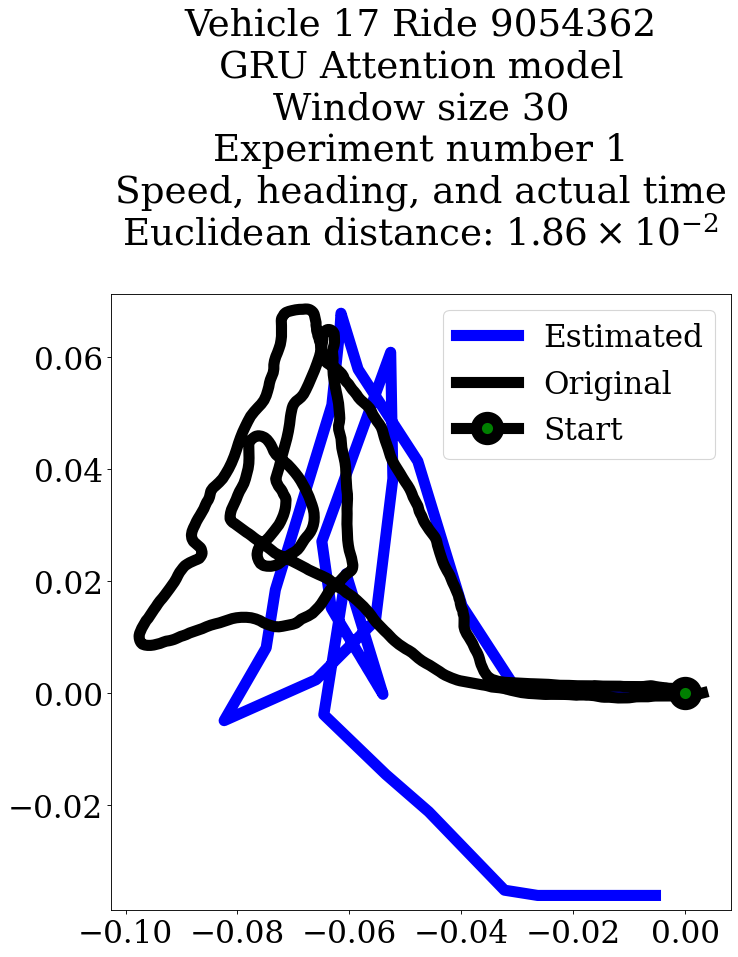 Vehicle 17 Ride 9054362
GRU Attention model
Window size 30
Experiment number 1
Speed, heading, and actual time
Euclidean distance: 1.86 × 10⁻²
Estimated
Original
Start
0.06
0.04
0.02
0.00
−0.02
−0.10 −0.08 −0.06 −0.04 −0.02 0.00